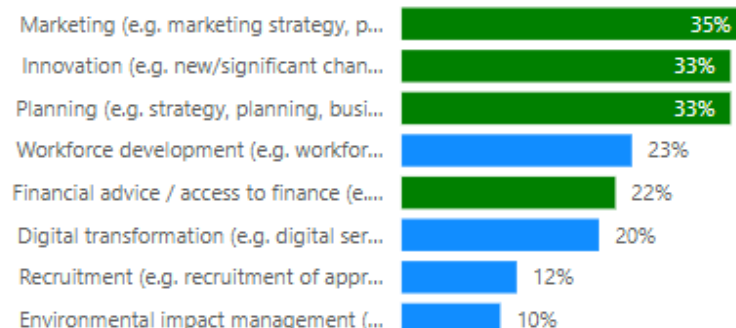 Marketing (e.g. marketing strategy, p... 35%
Innovation (e.g. new/significant chan... 33%
Planning (e.g. strategy, planning, busi... 33%
Workforce development (e.g. workfor... 23%
Financial advice / access to finance (e.... 22%
Digital transformation (e.g. digital ser... 20%
Recruitment (e.g. recruitment of appr... 12%
Environmental impact management (... 10%